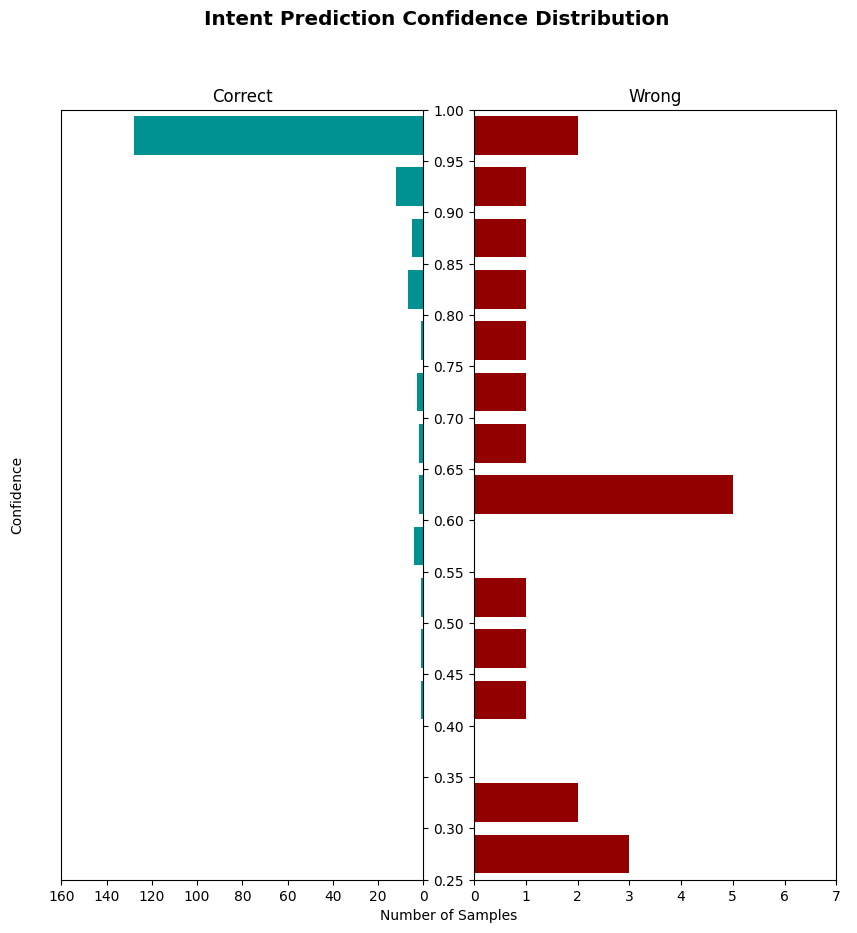 Intent Prediction Confidence Distribution
Correct
Wrong
1.00
0.95
0.90
0.85
0.80
0.75
0.70
0.65
0.60
0.55
0.50
0.45
0.40
0.35
0.30
0.25
Confidence
160 140 120 100 80 60 40 20 0
0 1 2 3 4 5 6 7
Number of Samples